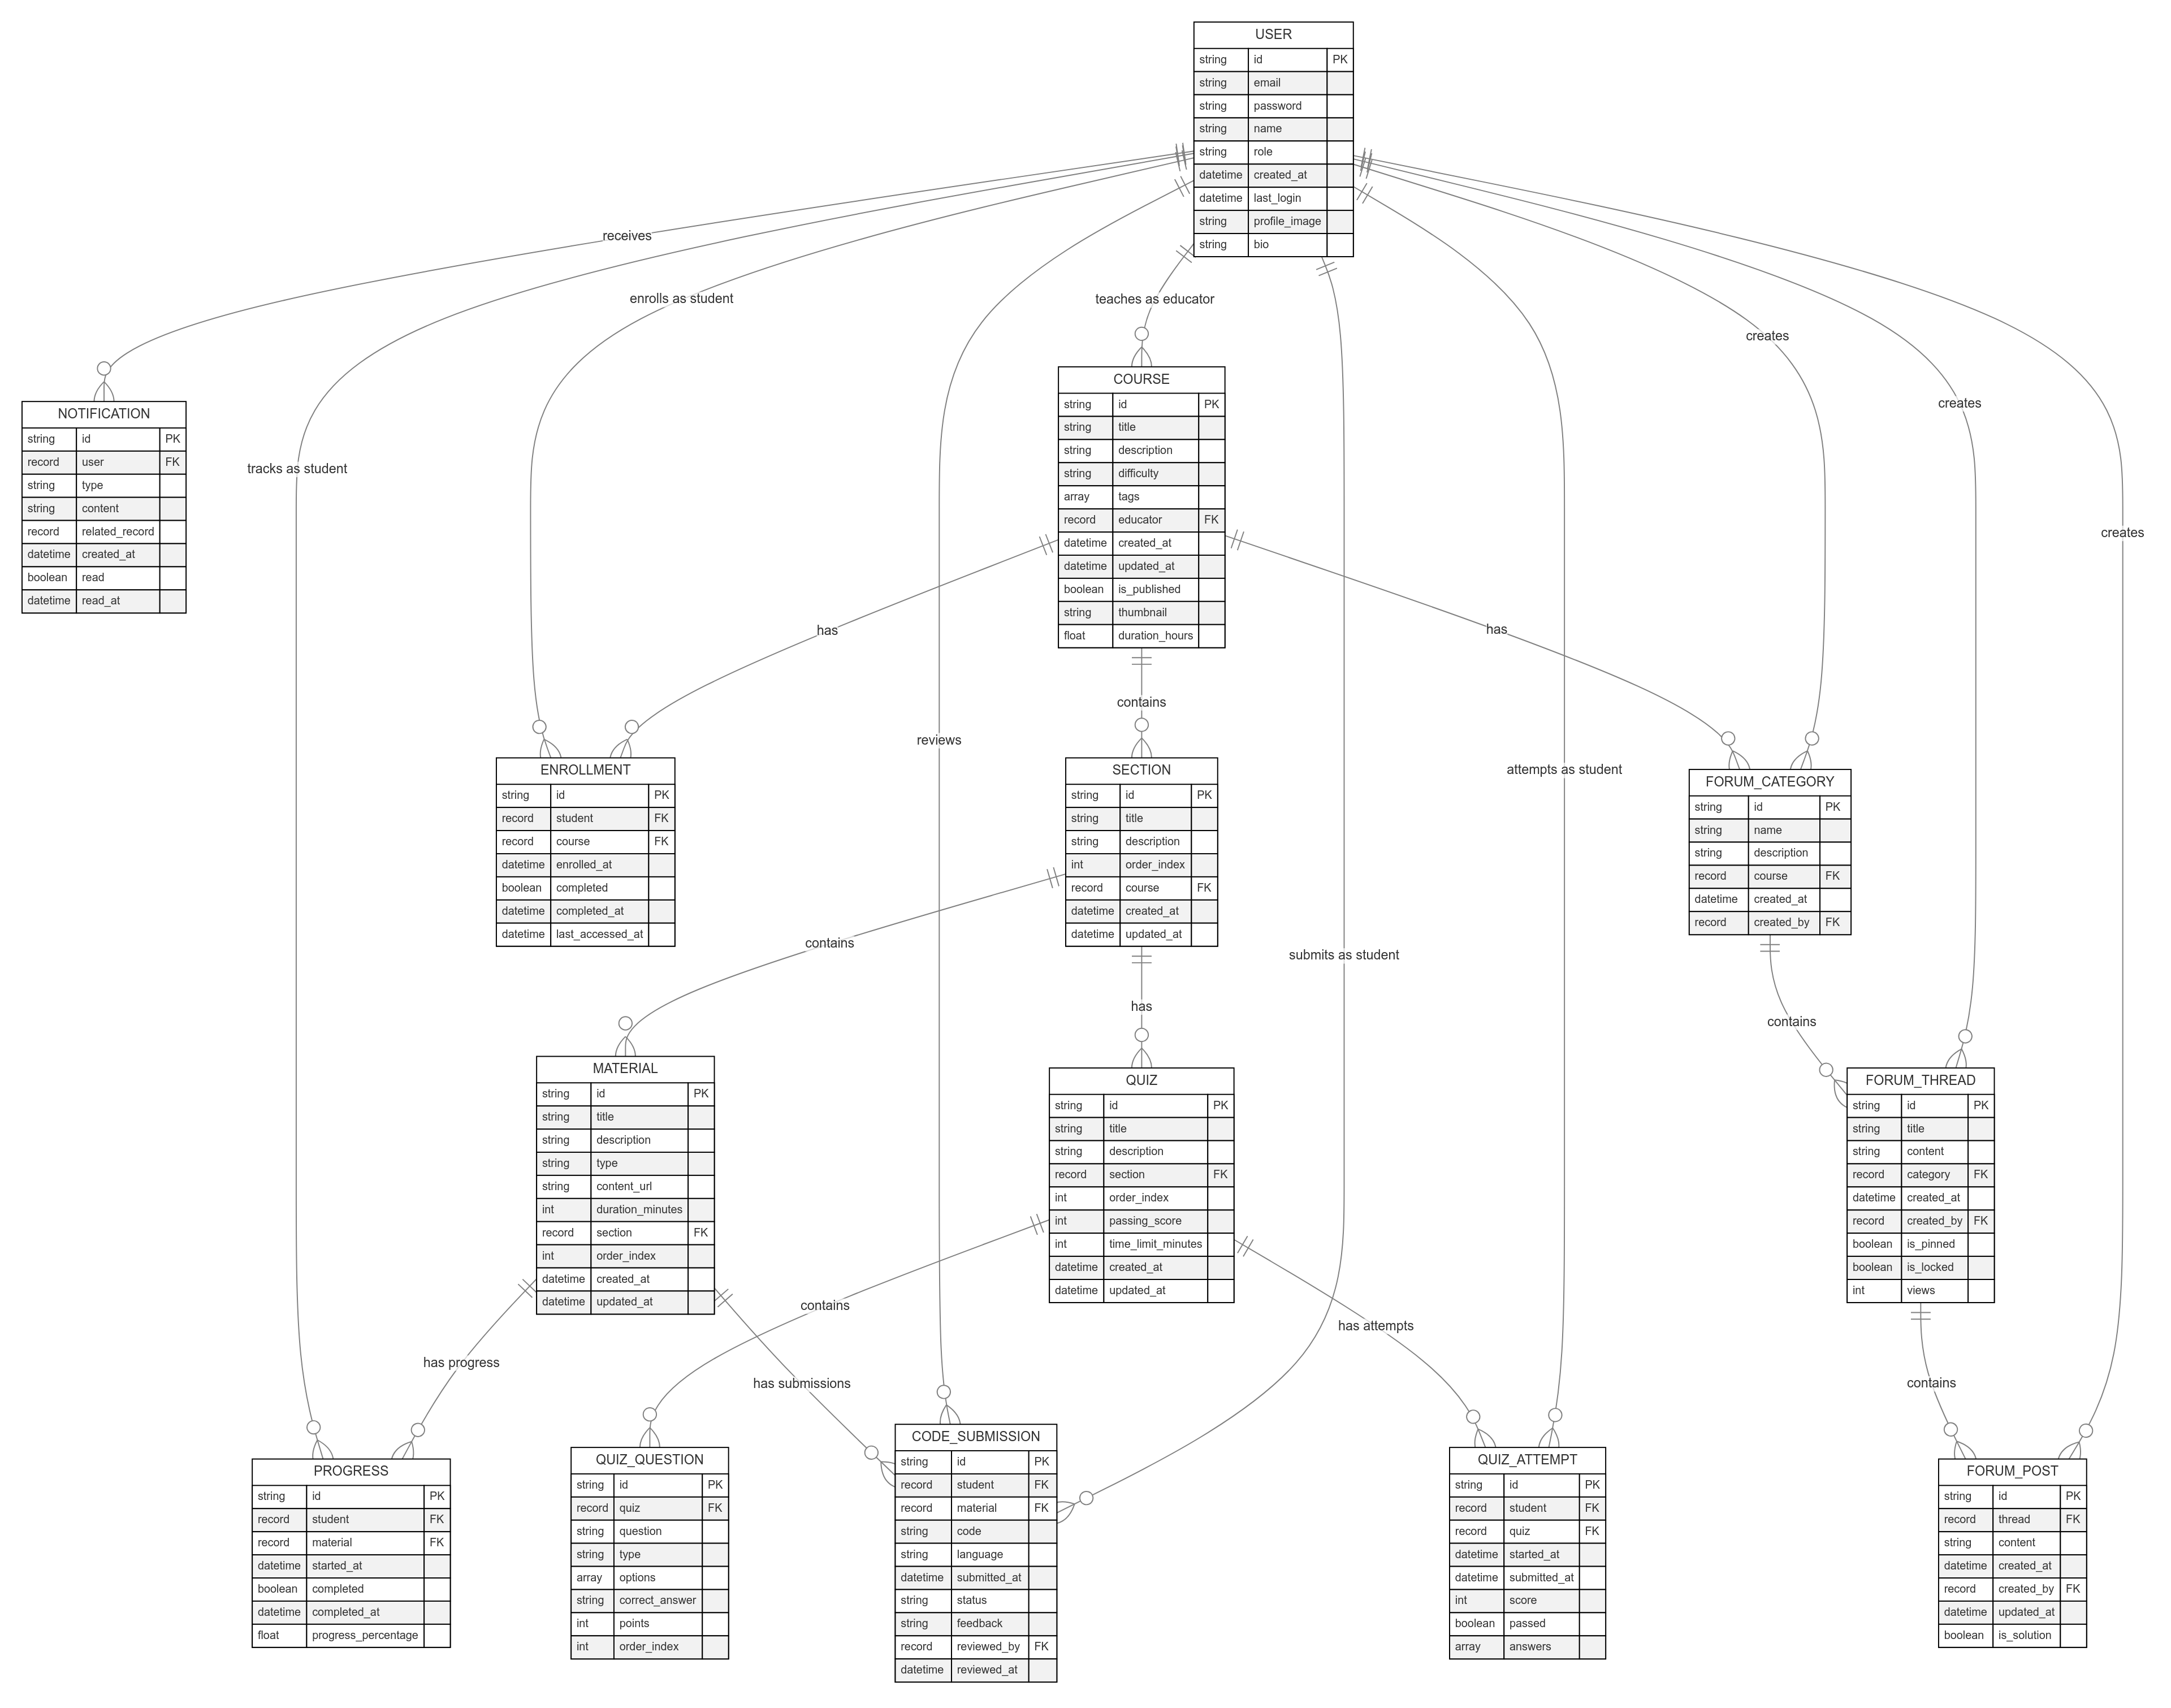 USER
string id PK
string email
string password
string name
string role
datetime created_at
datetime last_login
string profile_image
string bio
receives
enrolls as student
teaches as educator
creates
creates
creates
tracks as student
NOTIFICATION
string id PK
record user FK
string type
string content
record related_record
datetime created_at
boolean read
datetime read_at
COURSE
string id PK
string title
string description
string difficulty
array tags
record educator FK
datetime created_at
datetime updated_at
boolean is_published
string thumbnail
float duration_hours
has
contains
has
reviews
attempts as student
submits as student
ENROLLMENT
string id PK
record student FK
record course FK
datetime enrolled_at
boolean completed
datetime completed_at
datetime last_accessed_at
SECTION
string id PK
string title
string description
int order_index
record course FK
datetime created_at
datetime updated_at
FORUM_CATEGORY
string id PK
string name
string description
record course FK
datetime created_at
record created_by FK
contains
has
contains
MATERIAL
string id PK
string title
string description
string type
string content_url
int duration_minutes
record section FK
int order_index
datetime created_at
datetime updated_at
QUIZ
string id PK
string title
string description
record section FK
int order_index
int passing_score
int time_limit_minutes
datetime created_at
datetime updated_at
FORUM_THREAD
string id PK
string title
string content
record category FK
datetime created_at
record created_by FK
boolean is_pinned
boolean is_locked
int views
has progress
has submissions
contains
has attempts
contains
PROGRESS
string id PK
record student FK
record material FK
datetime started_at
boolean completed
datetime completed_at
float progress_percentage
QUIZ_QUESTION
string id PK
record quiz FK
string question
string type
array options
string correct_answer
int points
int order_index
CODE_SUBMISSION
string id PK
record student FK
record material FK
string code
string language
datetime submitted_at
string status
string feedback
record reviewed_by FK
datetime reviewed_at
QUIZ_ATTEMPT
string id PK
record student FK
record quiz FK
datetime started_at
datetime submitted_at
int score
boolean passed
array answers
FORUM_POST
string id PK
record thread FK
string content
datetime created_at
record created_by FK
datetime updated_at
boolean is_solution